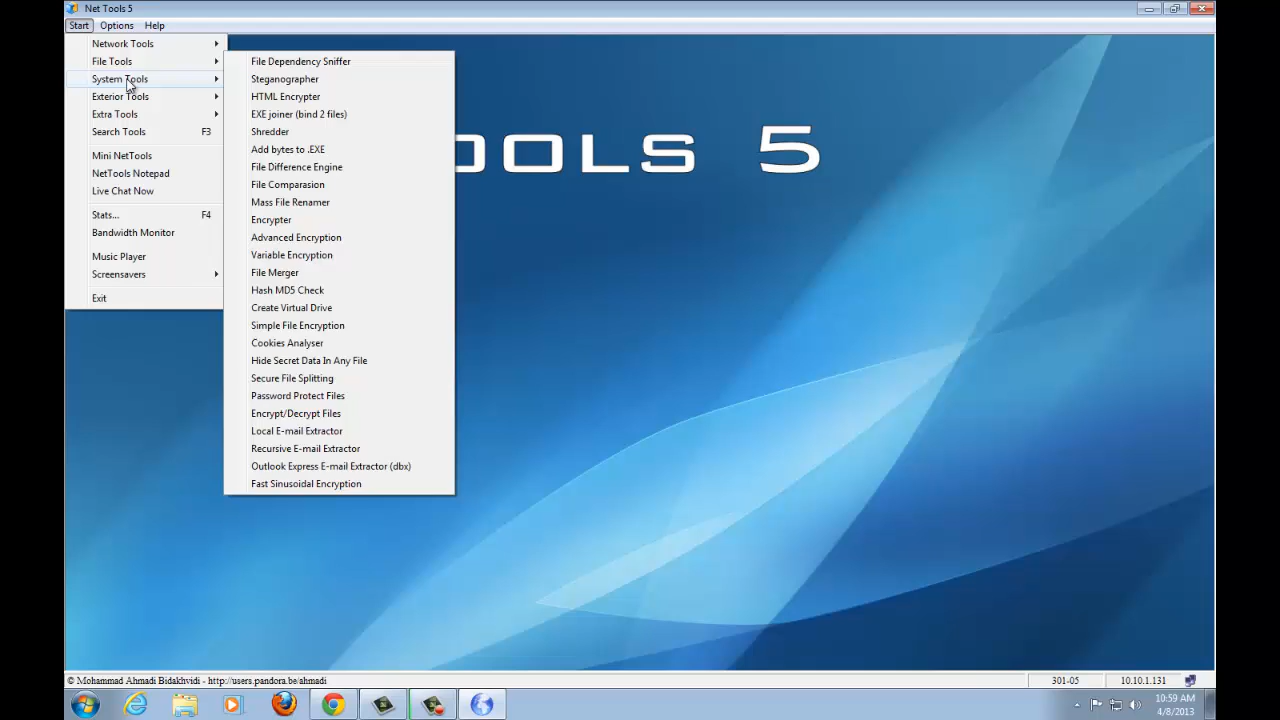 Net Tools 5
Start Options Help
Network Tools
File Tools
System Tools
Exterior Tools
Extra Tools
Search Tools F3
Mini NetTools
NetTools Notepad
Live Chat Now
Stats... F4
Bandwidth Monitor
Music Player
Screensavers
Exit
File Dependency Sniffer
Steganographer
HTML Encrypter
EXE joiner (bind 2 files)
Shredder
Add bytes to .EXE
File Difference Engine
File Comparasion
Mass File Renamer
Encrypter
Advanced Encryption
Variable Encryption
File Merger
Hash MD5 Check
Create Virtual Drive
Simple File Encryption
Cookies Analyser
Hide Secret Data In Any File
Secure File Splitting
Password Protect Files
Encrypt/Decrypt Files
Local E-mail Extractor
Recursive E-mail Extractor
Outlook Express E-mail Extractor (dbx)
Fast Sinusoidal Encryption
OOLS 5
© Mohammad Ahmadi Bidakhvidi - http://users.pandora.be/ahmadi
301-05
10.10.1.131
10:59 AM
4/8/2013